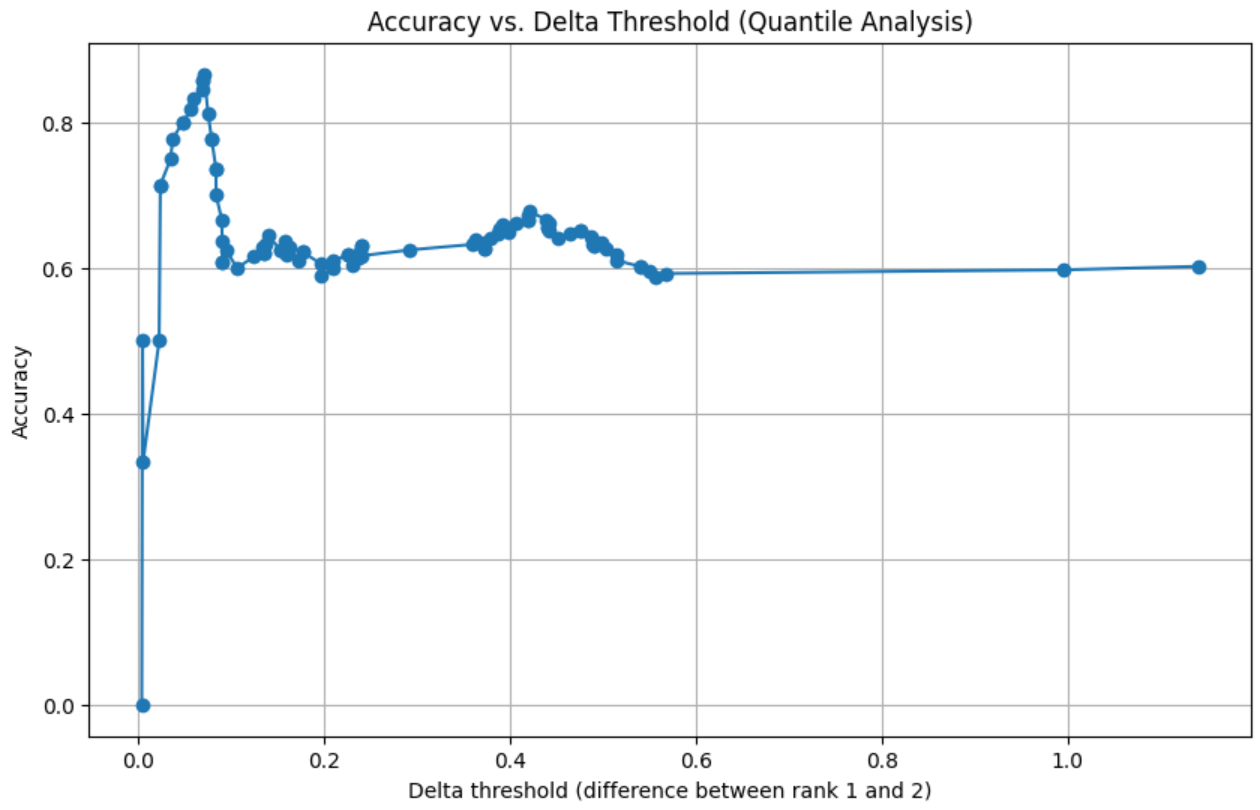 Accuracy vs. Delta Threshold (Quantile Analysis)
Accuracy
0.8
0.6
0.4
0.2
0.0
0.0 0.2 0.4 0.6 0.8 1.0
Delta threshold (difference between rank 1 and 2)